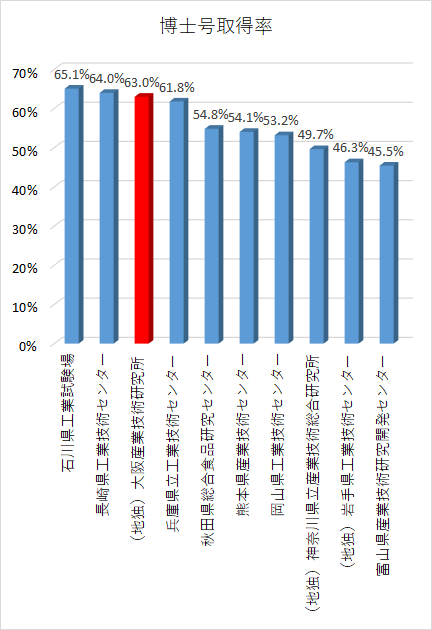 博士号取得率
70%
60%
50%
40%
30%
20%
10%
0%
65.1%
64.0%
63.0%
61.8%
54.8%
54.1%
53.2%
49.7%
46.3%
45.5%
石川県工業試験場
長崎県工業技術センター
（地独）大阪産業技術研究所
兵庫県立工業技術センター
秋田県総合食品研究センター
熊本県産業技術センター
岡山県工業技術センター
（地独）神奈川県立産業技術総合研究所
（地独）岩手県工業技術センター
富山県産業技術研究開発センター